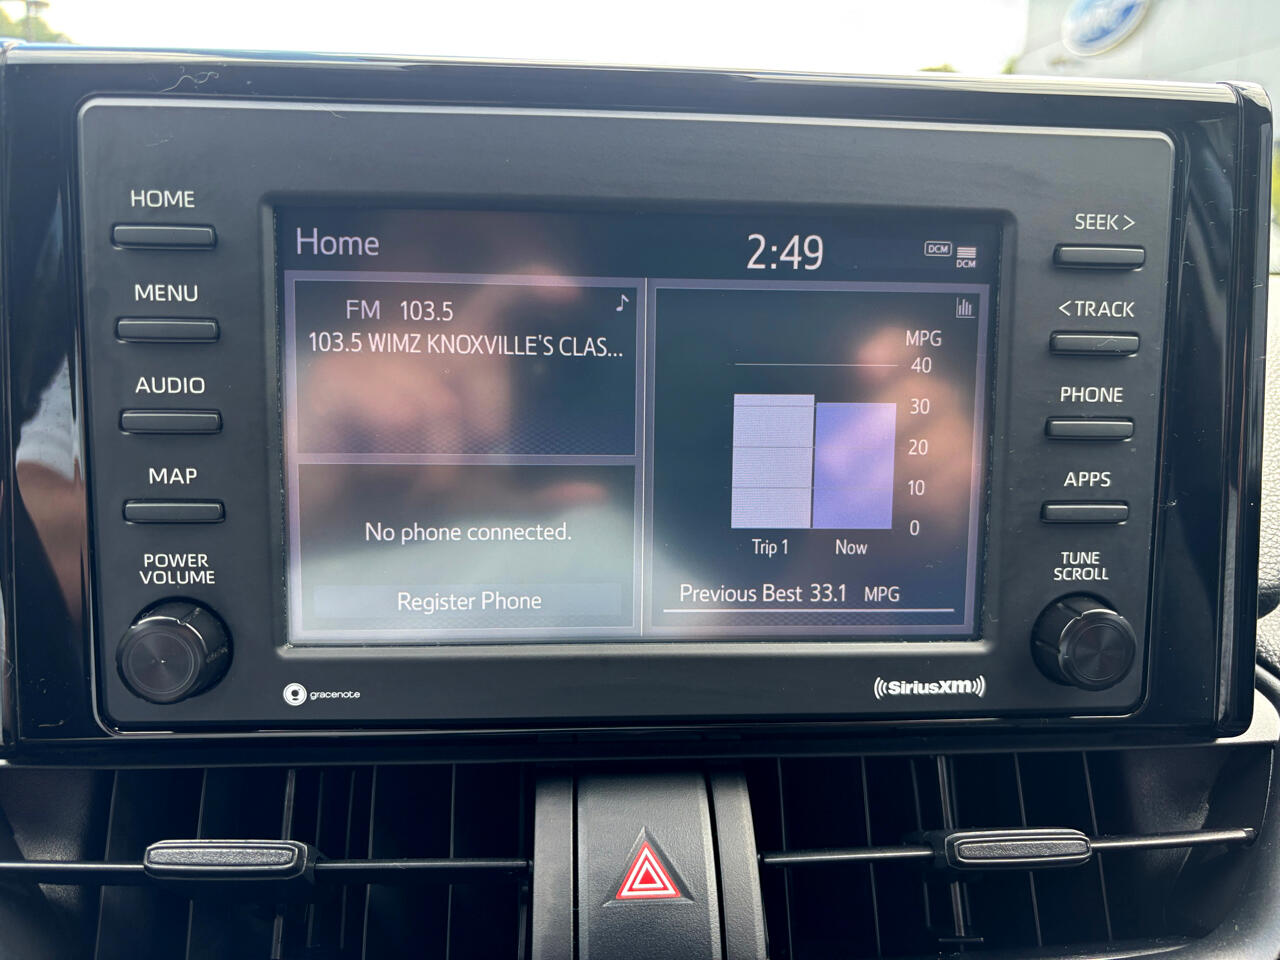 HOME
MENU
AUDIO
MAP
POWER
VOLUME
Home
2:49
DCM
DCM
FM 103.5
103.5 WIMZ KNOXVILLE'S CLAS...
No phone connected.
Register Phone
MPG
40
30
20
10
0
Trip 1
Now
Previous Best 33.1 MPG
SEEK >
< TRACK
PHONE
APPS
TUNE
SCROLL
gracenote
SiriusXM